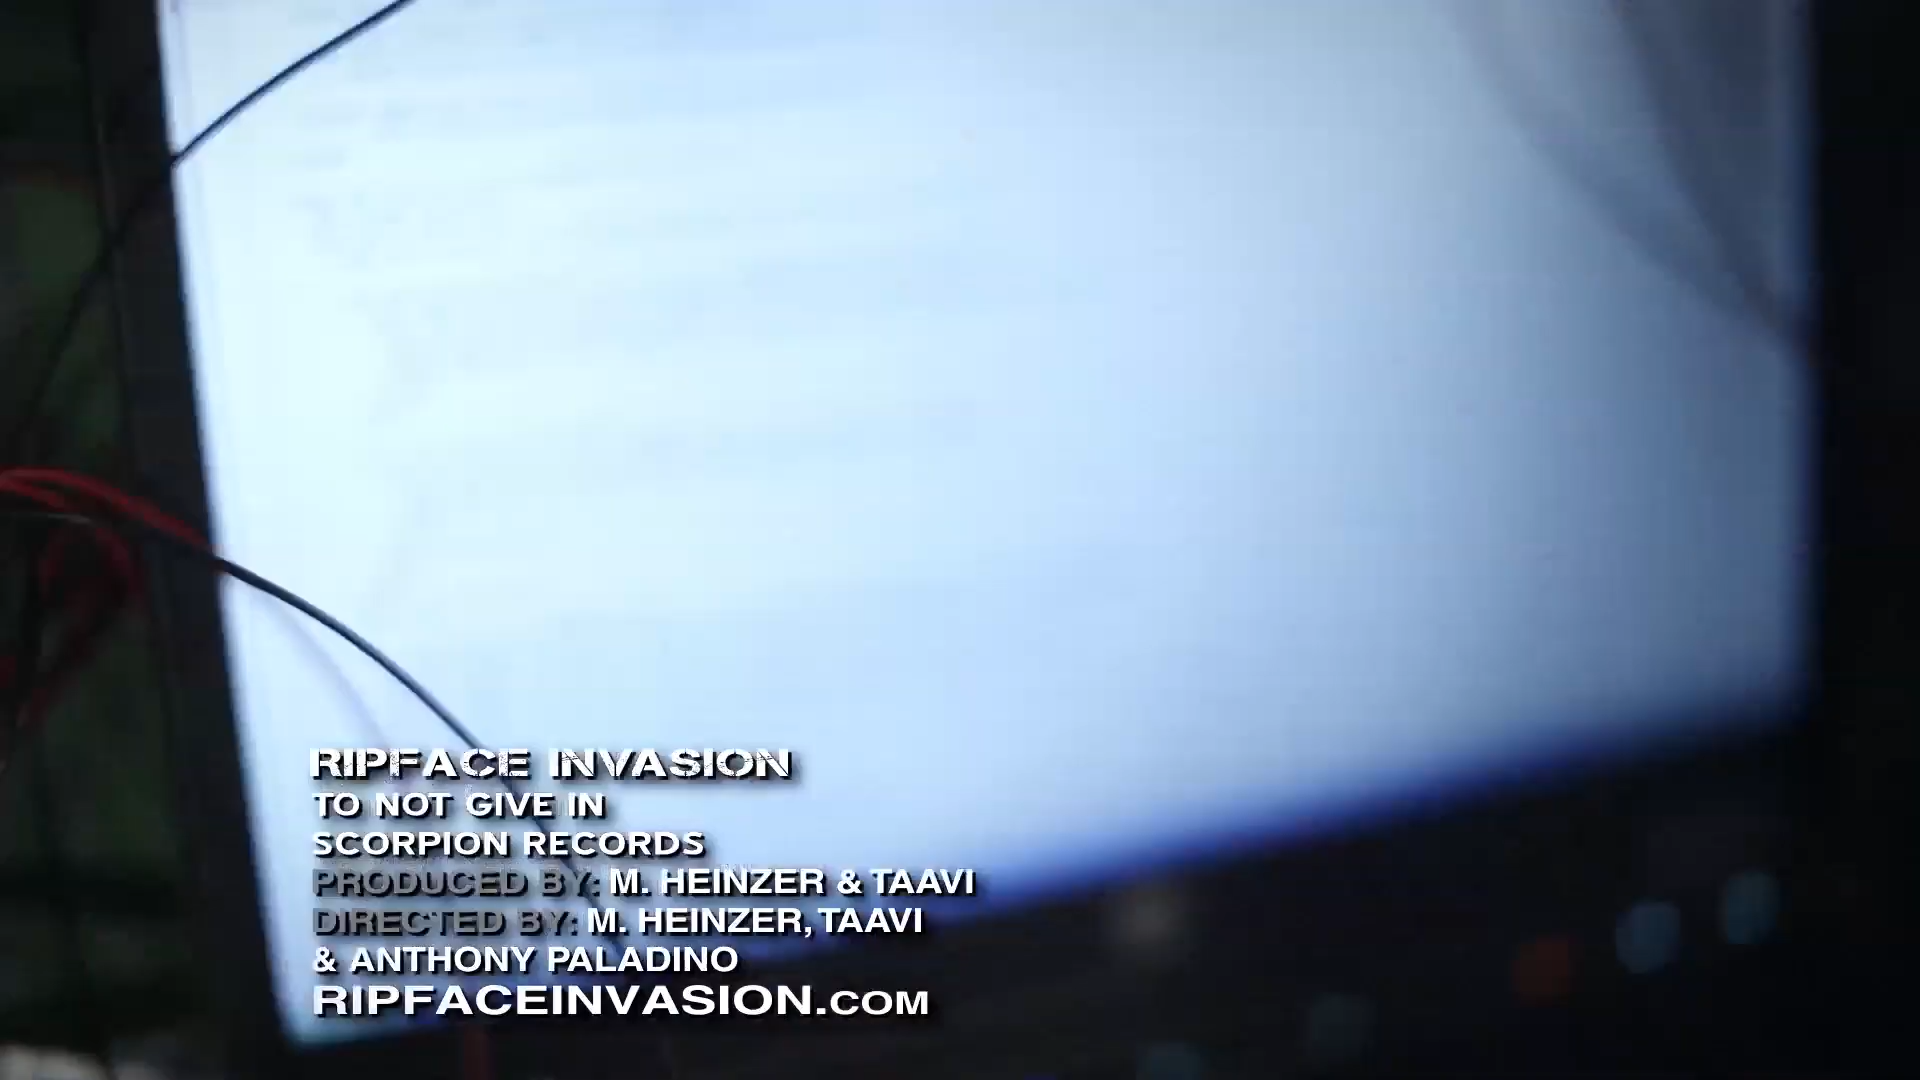 RIPFACE INVASION
TO NOT GIVE IN
SCORPION RECORDS
PRODUCED BY: M. HEINZER & TAAVI
DIRECTED BY: M. HEINZER, TAAVI
& ANTHONY PALADINO
RIPFACEINVASION.COM